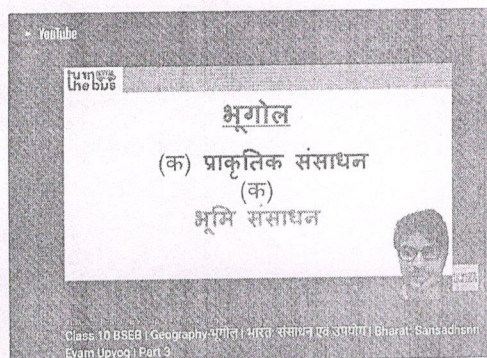 YouTube
turn
the bus
भूगोल
(क) प्राकृतिक संसाधन
(क)
भूमि संसाधन
Class 10 BSEB | Geography-भूगोल | भारत: संसाधन एवं उपयोग | Bharat: Sansadhsnn
Evam Upyog | Part 3